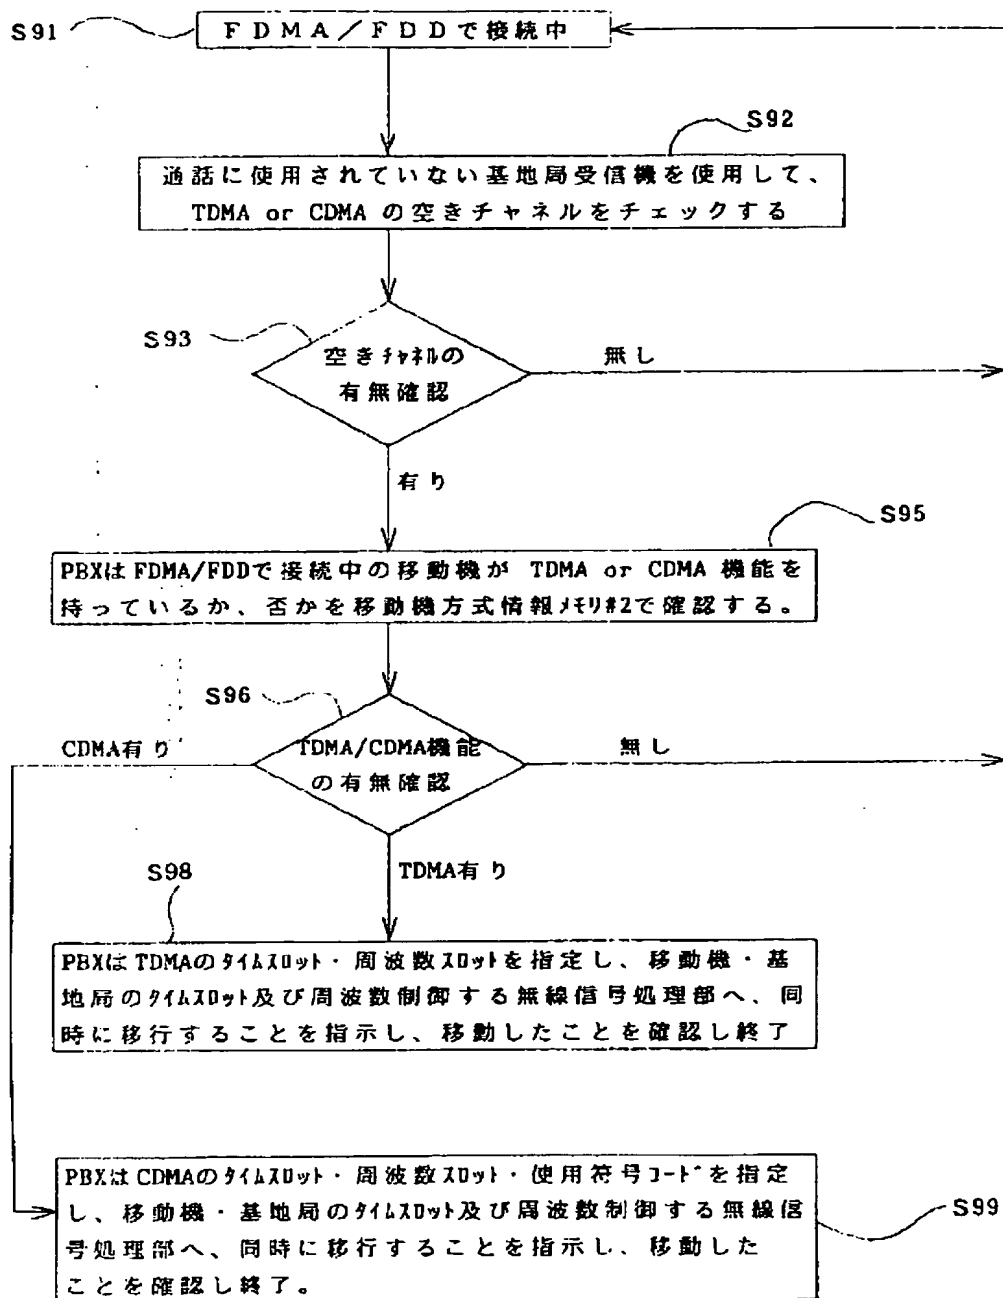 S91
FDMA/FDDで接続中
S92
通話に使用されていない基地局受信機を使用して、
TDMA or CDMA の空きチャネルをチェックする
S93
空きチャネルの
有無確認
無し
有り
S95
PBXはFDMA/FDDで接続中の移動機が TDMA or CDMA 機能を
持っているか、否かを移動機方式情報メモリ#2で確認する。
S96
CDMA有り
TDMA/CDMA機能
の有無確認
無し
TDMA有り
S98
PBXはTDMAのタイムスロット・周波数スロットを指定し、移動機・基
地局のタイムスロット及び周波数制御する無線信号処理部へ、同
時に移行することを指示し、移動したことを確認し終了
PBXはCDMAのタイムスロット・周波数スロット・使用符号コードを指定
し、移動機・基地局のタイムスロット及び周波数制御する無線信
号処理部へ、同時に移行することを指示し、移動した
ことを確認し終了。
S99